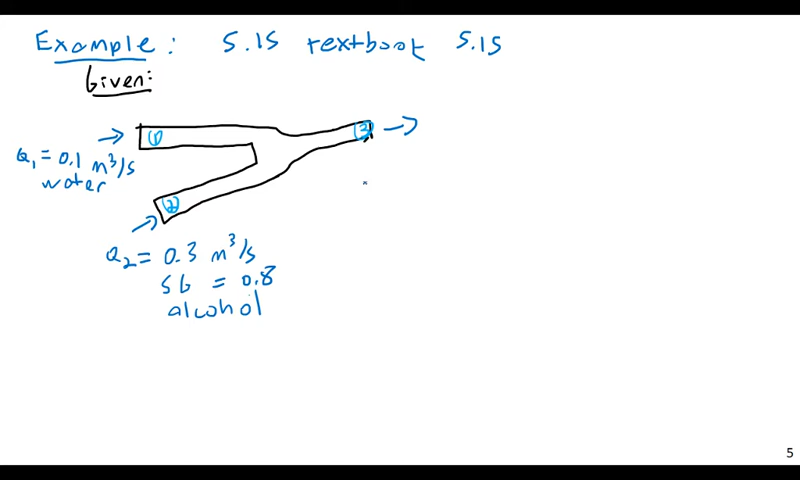 Example: 5.15 textbook 5.15
Given:
①
③
Q₁ = 0.1 m³/s
water
②
Q₂ = 0.3 m³/s
SG = 0.8
alcohol
5